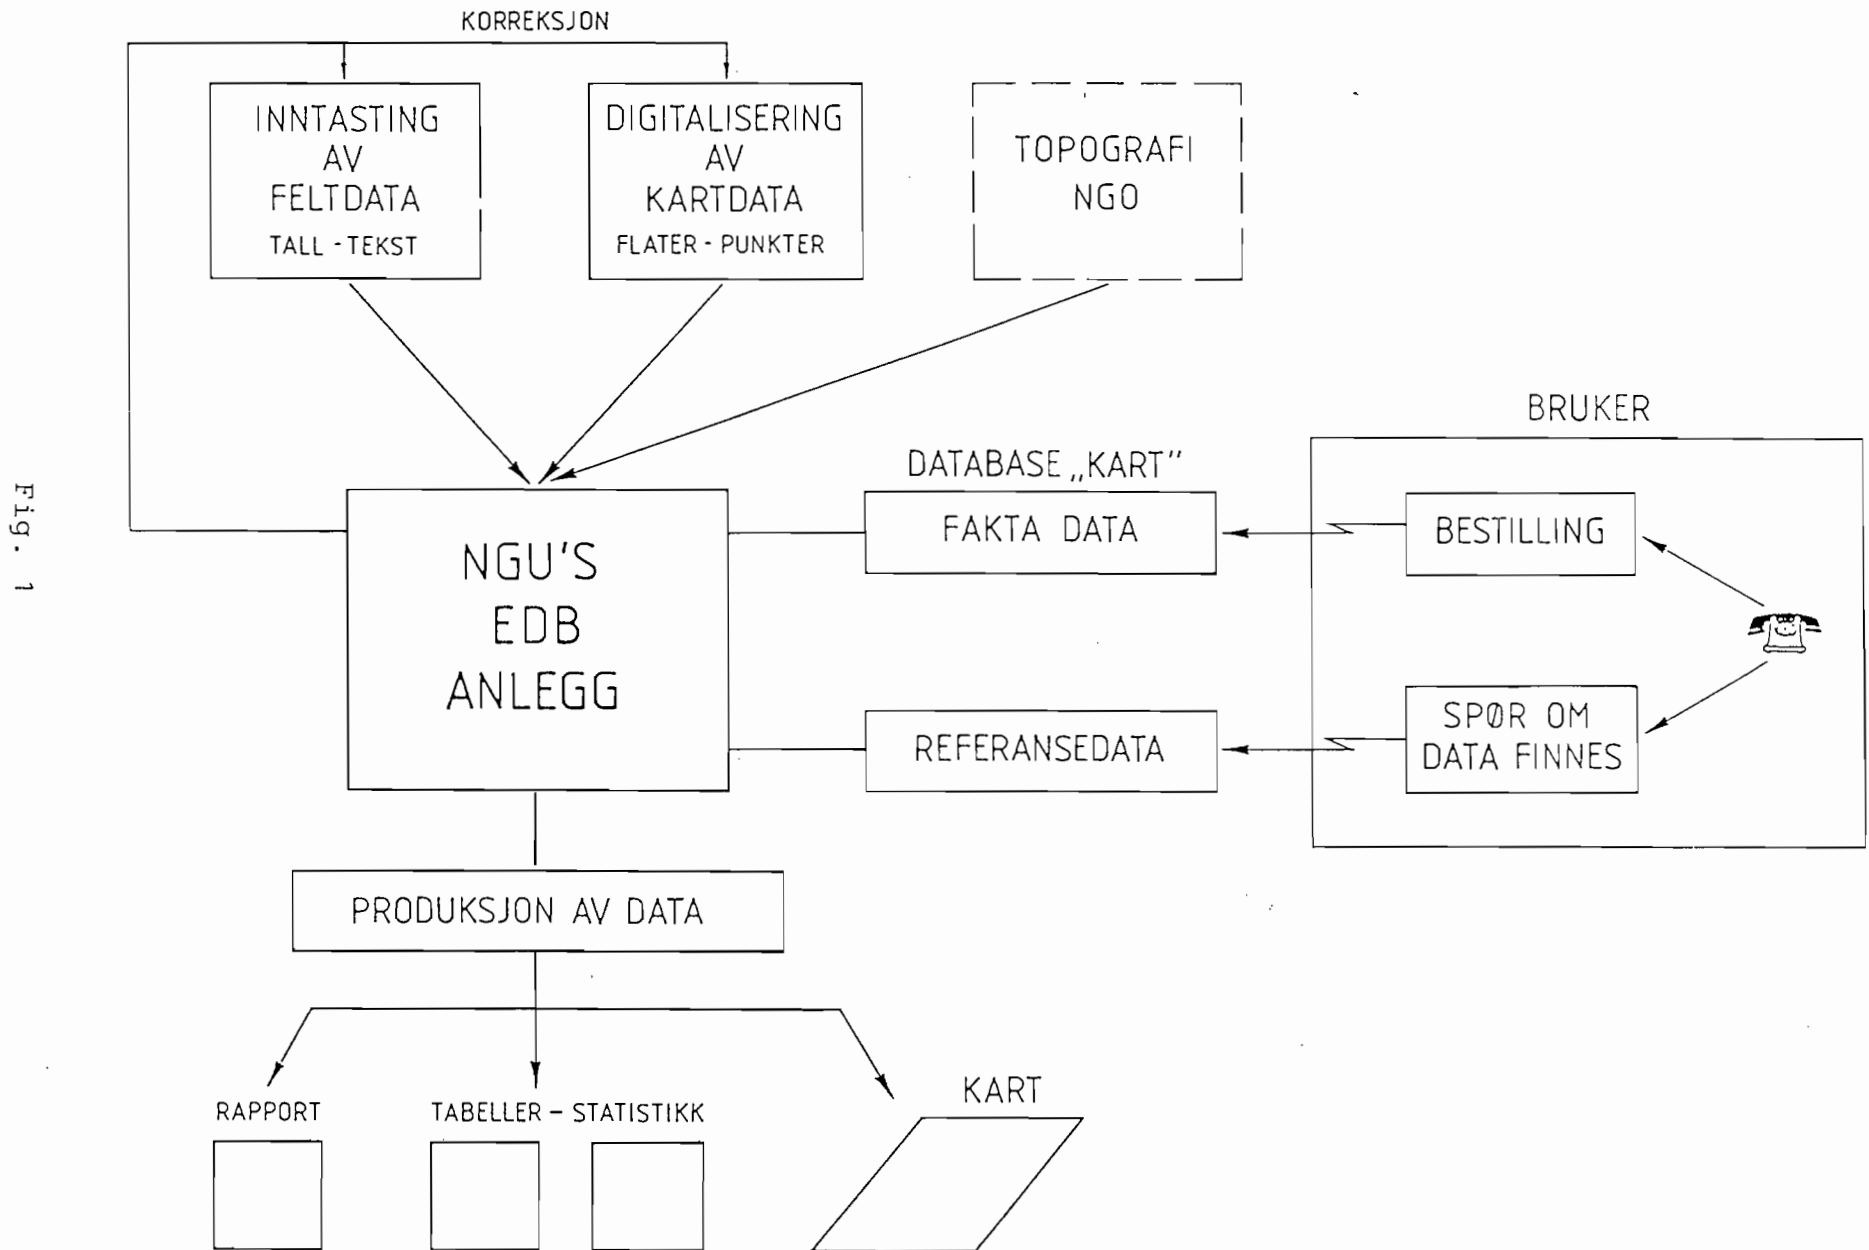 KORREKSJON
INNTASTING
AV
FELTDATA
TALL - TEKST
DIGITALISERING
AV
KARTDATA
FLATER - PUNKTER
TOPOGRAFI
NGO
BRUKER
DATABASE „KART”
FAKTA DATA
BESTILLING
NGU'S
EDB
ANLEGG
REFERANSEDATA
SPØR OM
DATA FINNES
PRODUKSJON AV DATA
RAPPORT
TABELLER – STATISTIKK
KART
Fig. 1